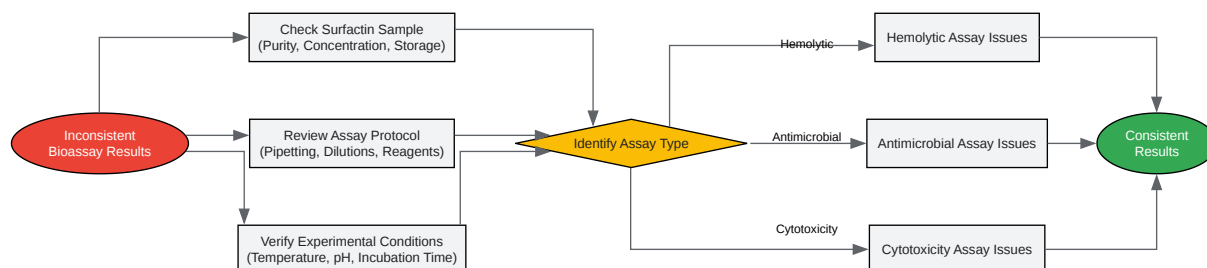 Inconsistent
Bioassay Results
Check Surfactin Sample
(Purity, Concentration, Storage)
Review Assay Protocol
(Pipetting, Dilutions, Reagents)
Verify Experimental Conditions
(Temperature, pH, Incubation Time)
Identify Assay Type
Hemolytic
Antimicrobial
Cytotoxicity
Hemolytic Assay Issues
Antimicrobial Assay Issues
Cytotoxicity Assay Issues
Consistent
Results